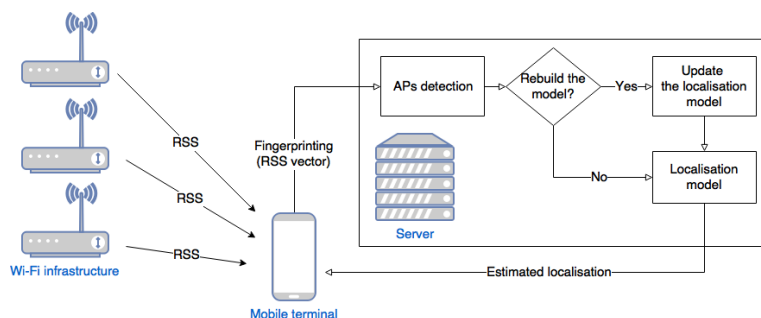 RSS
RSS
RSS
Wi-Fi infrastructure
Mobile terminal
Fingerprinting
(RSS vector)
APs detection
Rebuild the
model?
Yes
Update
the localisation
model
No
Localisation
model
Server
Estimated localisation